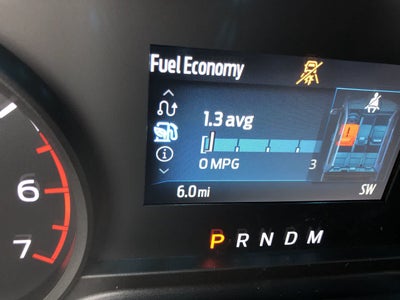 Fuel Economy
1.3 avg
0 MPG 3
6.0 mi SW
P R N D M
6
7